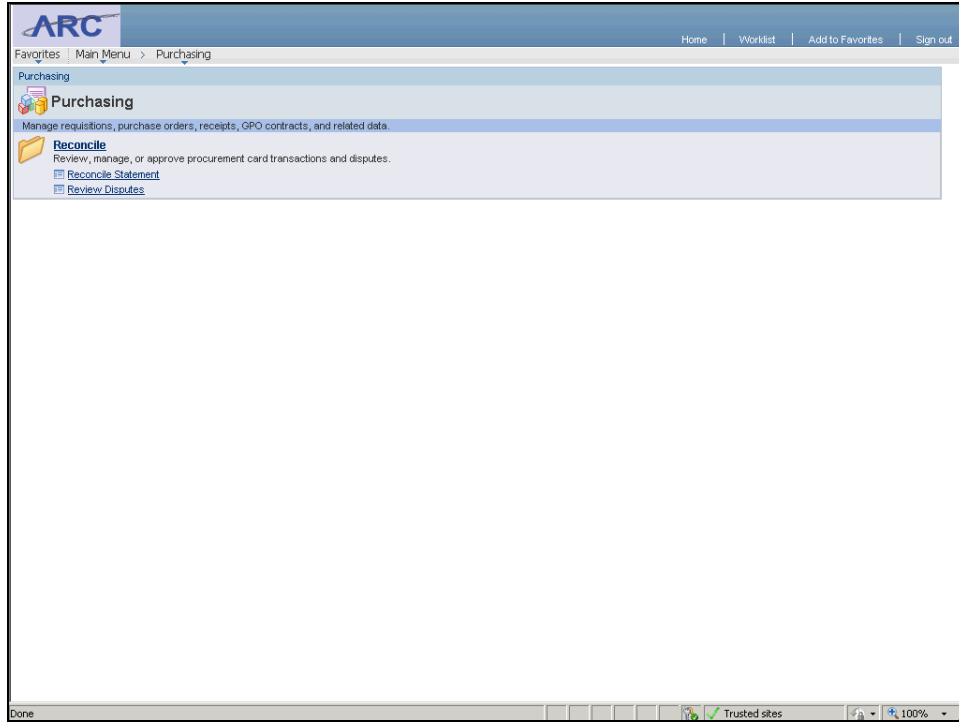 ARC
Home | Worklist | Add to Favorites | Sign out
Favorites Main Menu > Purchasing
Purchasing
Purchasing
Manage requisitions, purchase orders, receipts, GPO contracts, and related data.
Reconcile
Review, manage, or approve procurement card transactions and disputes.
Reconcile Statement
Review Disputes
Done Trusted sites 100%